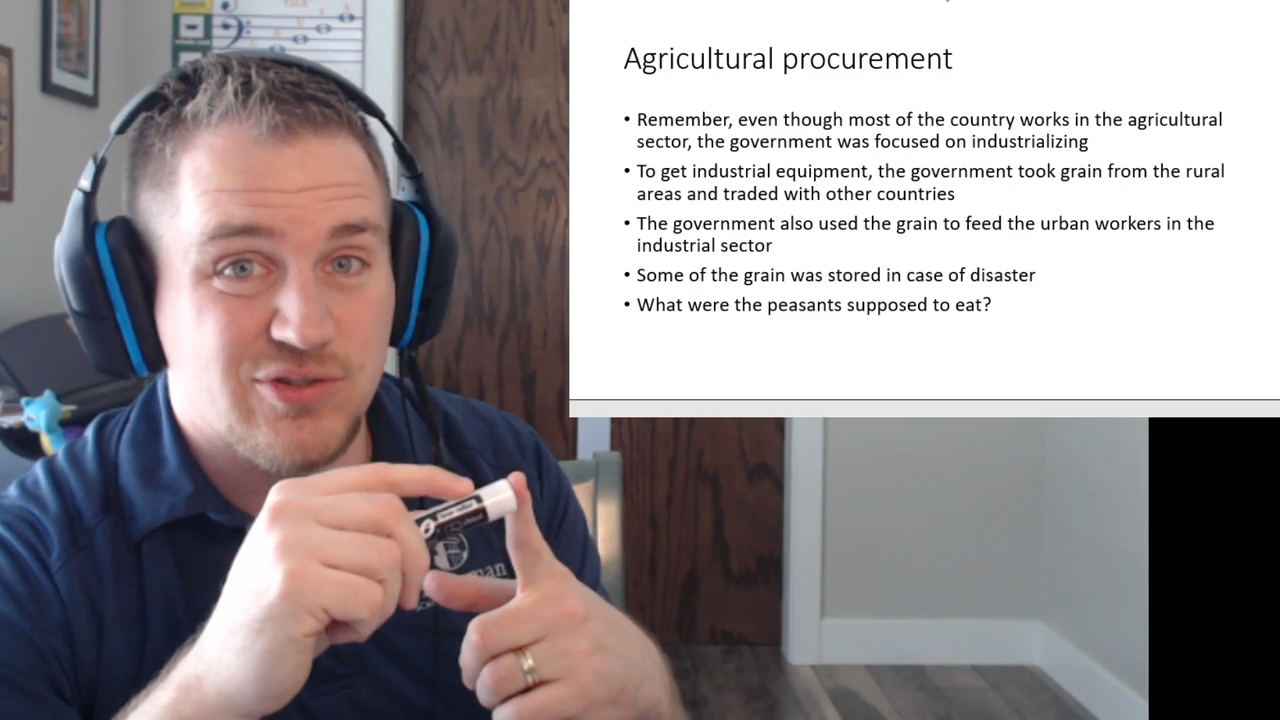 Agricultural procurement
• Remember, even though most of the country works in the agricultural
sector, the government was focused on industrializing
• To get industrial equipment, the government took grain from the rural
areas and traded with other countries
• The government also used the grain to feed the urban workers in the
industrial sector
• Some of the grain was stored in case of disaster
• What were the peasants supposed to eat?